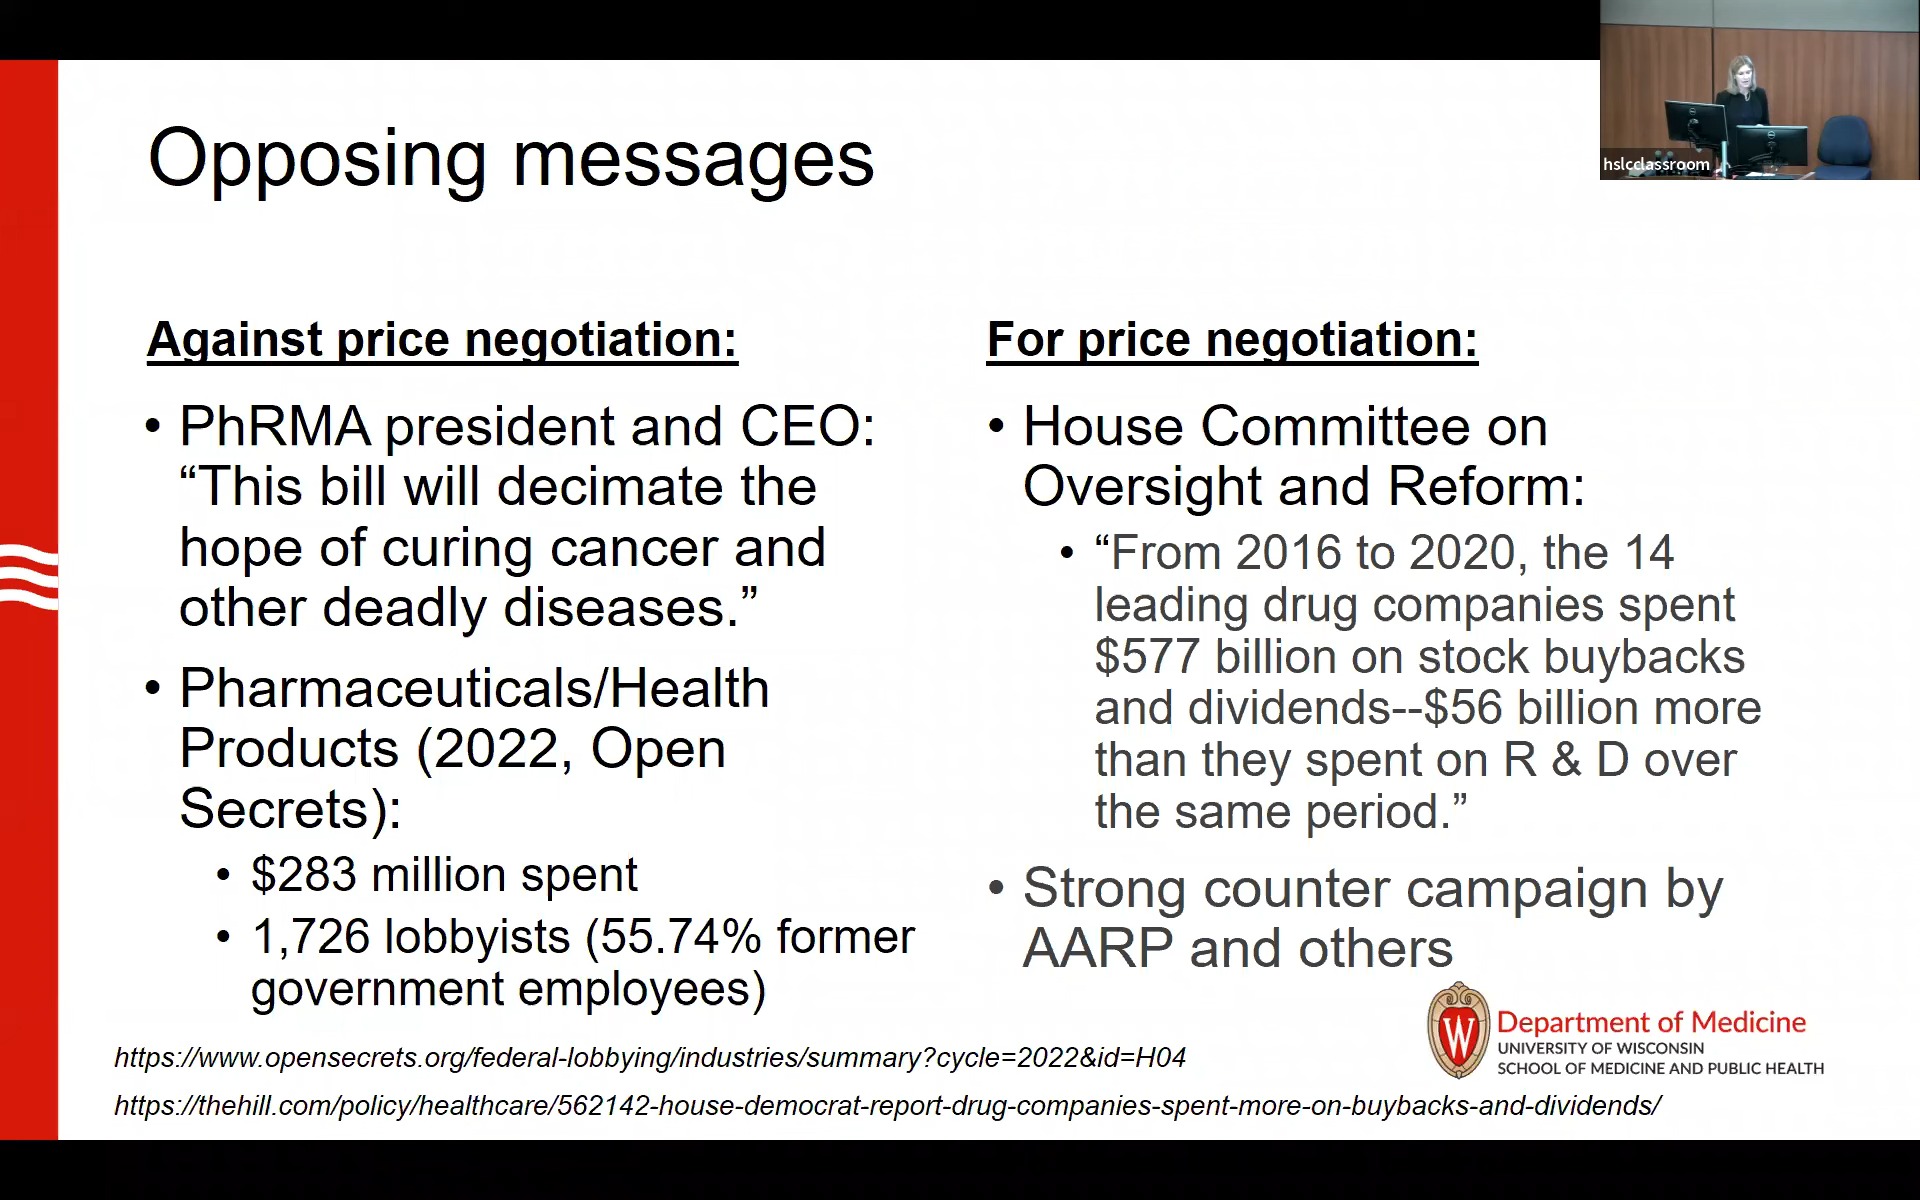 hslcclassroom
Opposing messages
Against price negotiation:
• PhRMA president and CEO:
“This bill will decimate the
hope of curing cancer and
other deadly diseases.”
• Pharmaceuticals/Health
Products (2022, Open
Secrets):
• $283 million spent
• 1,726 lobbyists (55.74% former
government employees)
For price negotiation:
• House Committee on
Oversight and Reform:
• “From 2016 to 2020, the 14
leading drug companies spent
$577 billion on stock buybacks
and dividends--$56 billion more
than they spent on R & D over
the same period.”
• Strong counter campaign by
AARP and others
W
Department of Medicine
UNIVERSITY OF WISCONSIN
SCHOOL OF MEDICINE AND PUBLIC HEALTH
https://www.opensecrets.org/federal-lobbying/industries/summary?cycle=2022&id=H04
https://thehill.com/policy/healthcare/562142-house-democrat-report-drug-companies-spent-more-on-buybacks-and-dividends/